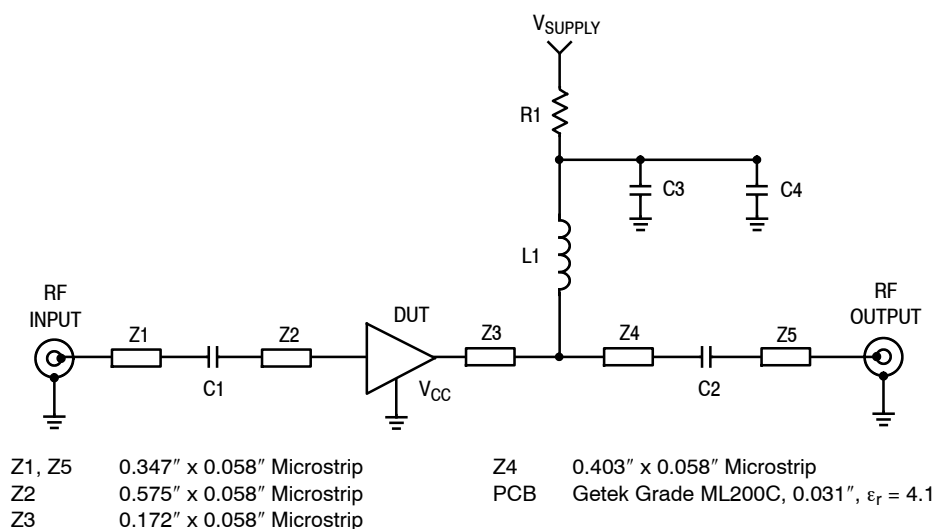 VSUPPLY
R1
C3
C4
L1
RF
INPUT
RF
OUTPUT
DUT
Z1
Z2
Z3
Z4
Z5
C1
VCC
C2
Z1, Z5 0.347″ x 0.058″ Microstrip
Z2 0.575″ x 0.058″ Microstrip
Z3 0.172″ x 0.058″ Microstrip
Z4 0.403″ x 0.058″ Microstrip
PCB Getek Grade ML200C, 0.031″, εr = 4.1